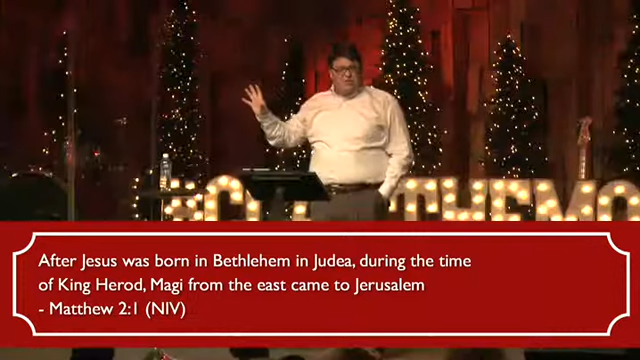 #GOTTHEMO
After Jesus was born in Bethlehem in Judea, during the time
of King Herod, Magi from the east came to Jerusalem
- Matthew 2:1 (NIV)